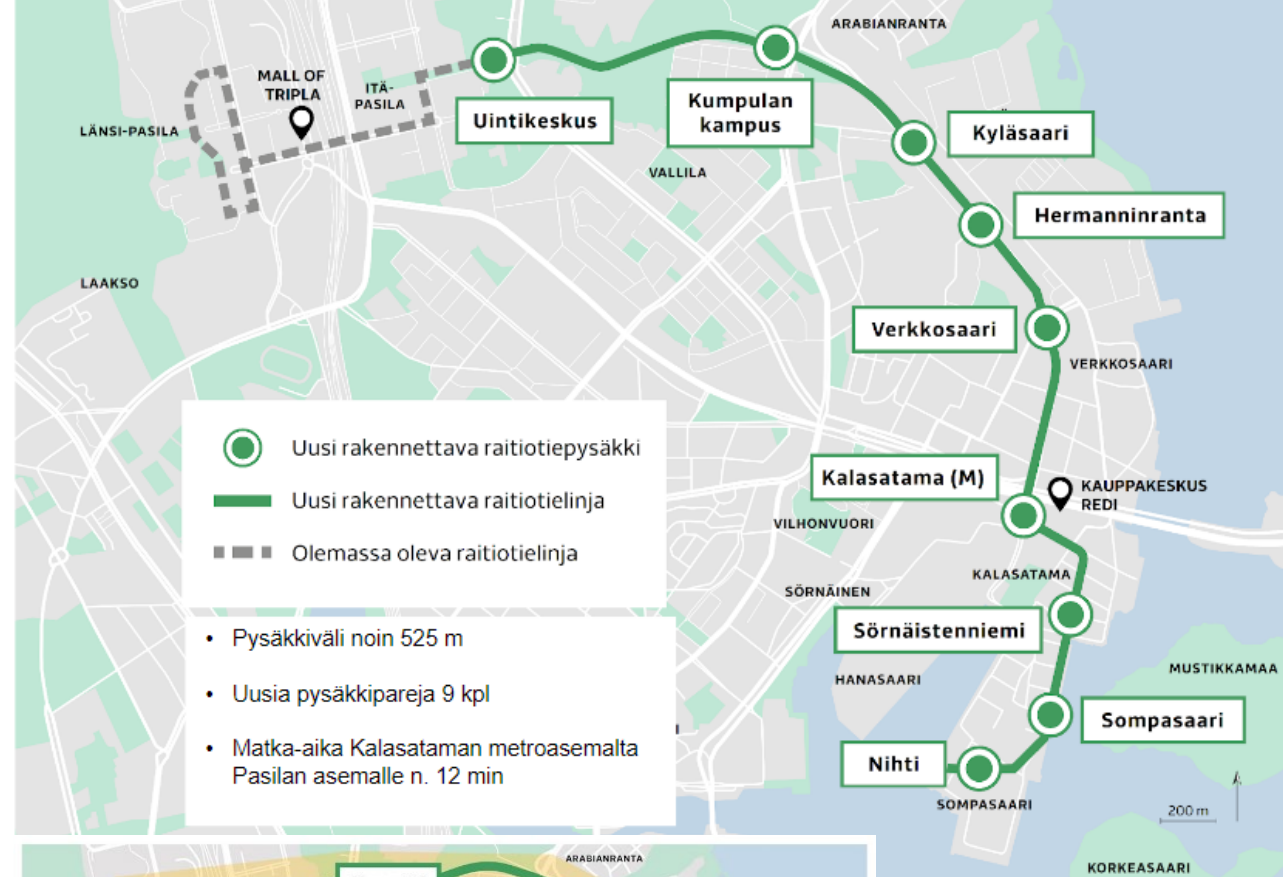 ARABIANRANTA
MALL OF
TRIPLA
ITÄ-
PASILA
LÄNSI-PASILA
Uintikeskus
Kumpulan
kampus
Kyläsaari
VALLILA
Hermanninranta
LAAKSO
Verkkosaari
VERKKOSAARI
Uusi rakennettava raitiotiepysäkki
Uusi rakennettava raitiotielinja
Olemassa oleva raitiotielinja
Kalasatama (M)
KAUPPAKESKUS
REDI
VILHONVUORI
KALASATAMA
SÖRNÄINEN
Sörnäistenniemi
HANASAARI
MUSTIKKAMAA
• Pysäkkiväli noin 525 m
• Uusia pysäkkipareja 9 kpl
• Matka-aika Kalasataman metroasemalta
Pasilan asemalle n. 12 min
Sompasaari
Nihti
SOMPASAARI
200 m
KORKEASAARI
ARABIANRANTA